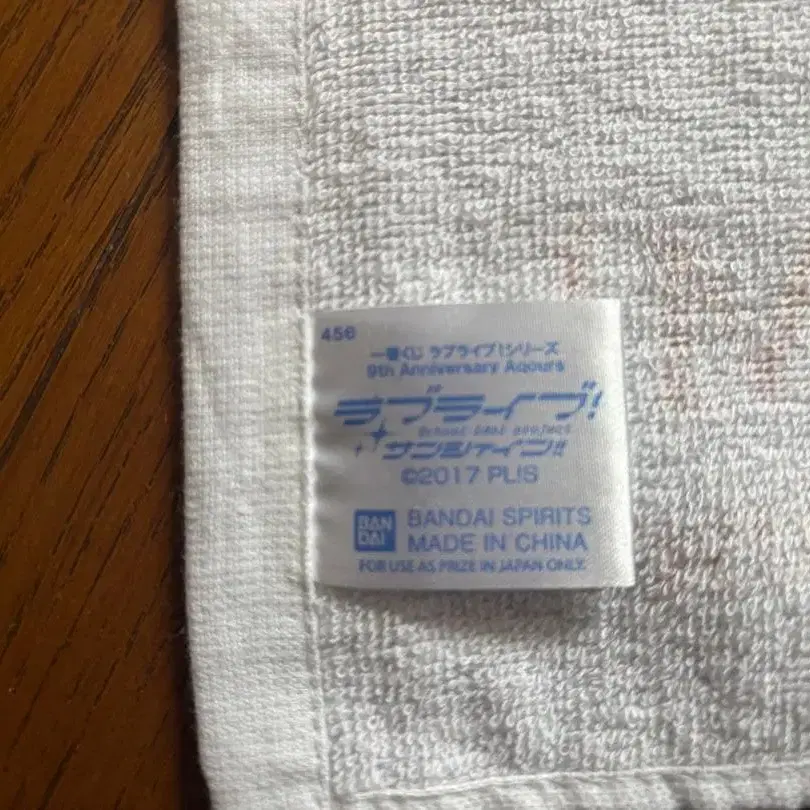 456
一番くじ ラブライブ!シリーズ
9th Anniversary Aqours
ラブライブ!
School idol project
サンシャイン!!
©2017 PL!S
BAN
DAI
BANDAI SPIRITS
MADE IN CHINA
FOR USE AS PRIZE IN JAPAN ONLY.